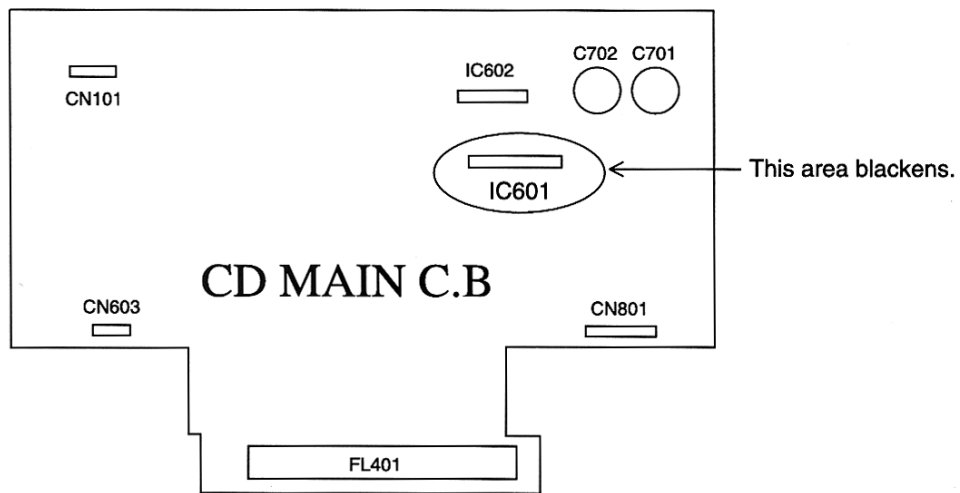 C702 C701
IC602
CN101
This area blackens.
IC601
CD MAIN C.B
CN603
CN801
FL401